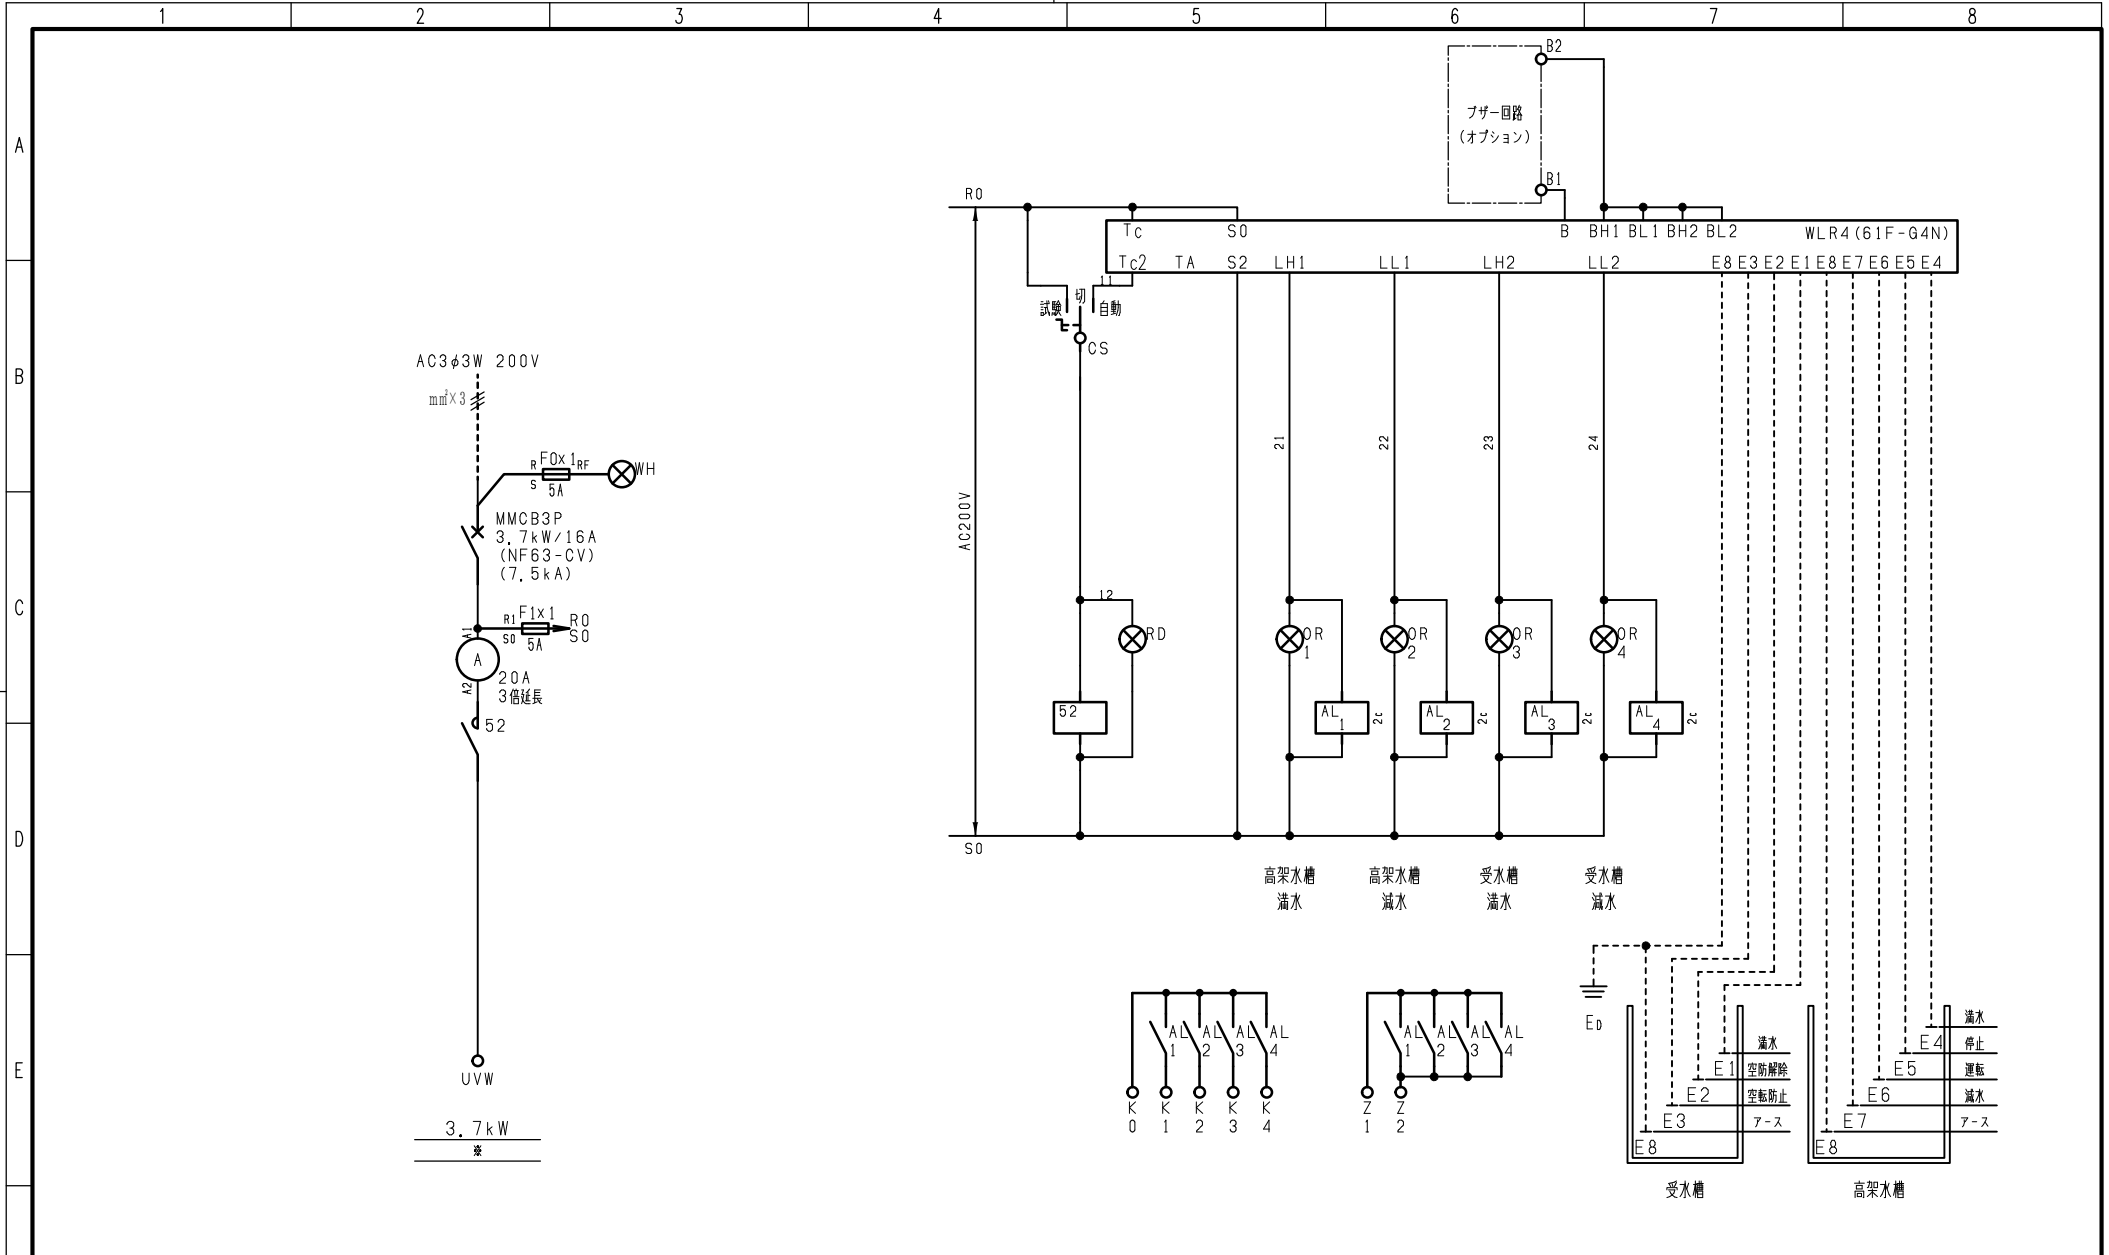 1 2 3 4 5 6 7 8
A
B
C
D
E
AC3φ3W 200V
mm²×3
R F0x1 RF
S 5A
WH
MMCB3P
3.7kW/16A
(NF63-CV)
(7.5kA)
R1 F1x1 R0
S0 5A S0
A1
A
A2
20A
3倍延長
52
UVW
3.7kW
※
B2
ブザー回路
(オプション)
B1
R0
AC200V
S0
Tc S0 B BH1 BL1 BH2 BL2 WLR4(61F-G4N)
Tc2 TA S2 LH1 LL1 LH2 LL2 E8 E3 E2 E1 E8 E7 E6 E5 E4
11
試験 切 自動
CS
21 22 23 24
12
RD
OR 1
OR 2
OR 3
OR 4
52
AL 1 2c
AL 2 2c
AL 3 2c
AL 4 2c
高架水槽 高架水槽 受水槽 受水槽
満水 減水 満水 減水
AL 1
AL 2
AL 3
AL 4
K0 K1 K2 K3 K4
AL 1
AL 2
AL 3
AL 4
Z1 Z2
ED
満水
E1 空防解除
E2 空転防止
E3 アース
E8
受水槽
満水
E4 停止
E5 運転
E6 減水
E7 アース
E8
高架水槽